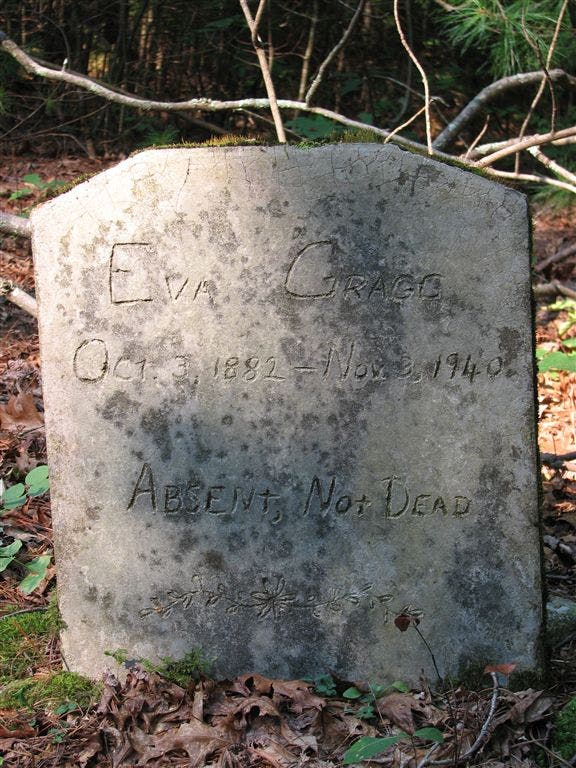 Eva Gragg
Oct. 3, 1882 - Nov. 3, 1940
Absent, Not Dead